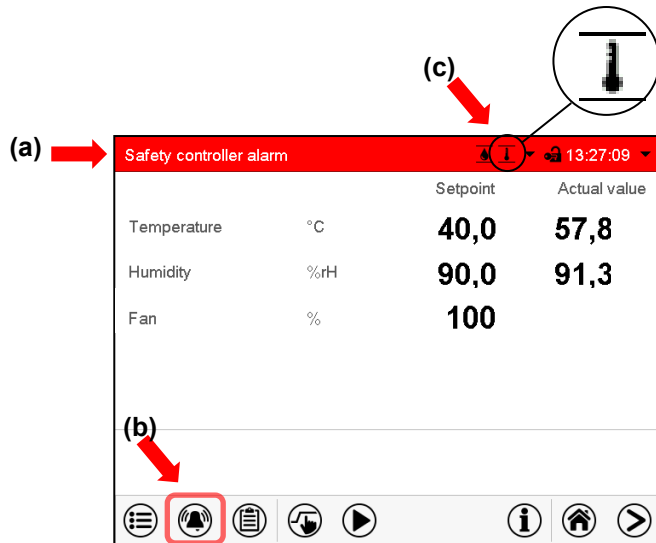 (c)
(a)
Safety controller alarm 13:27:09
Setpoint Actual value
Temperature °C 40,0 57,8
Humidity %rH 90,0 91,3
Fan % 100
(b)